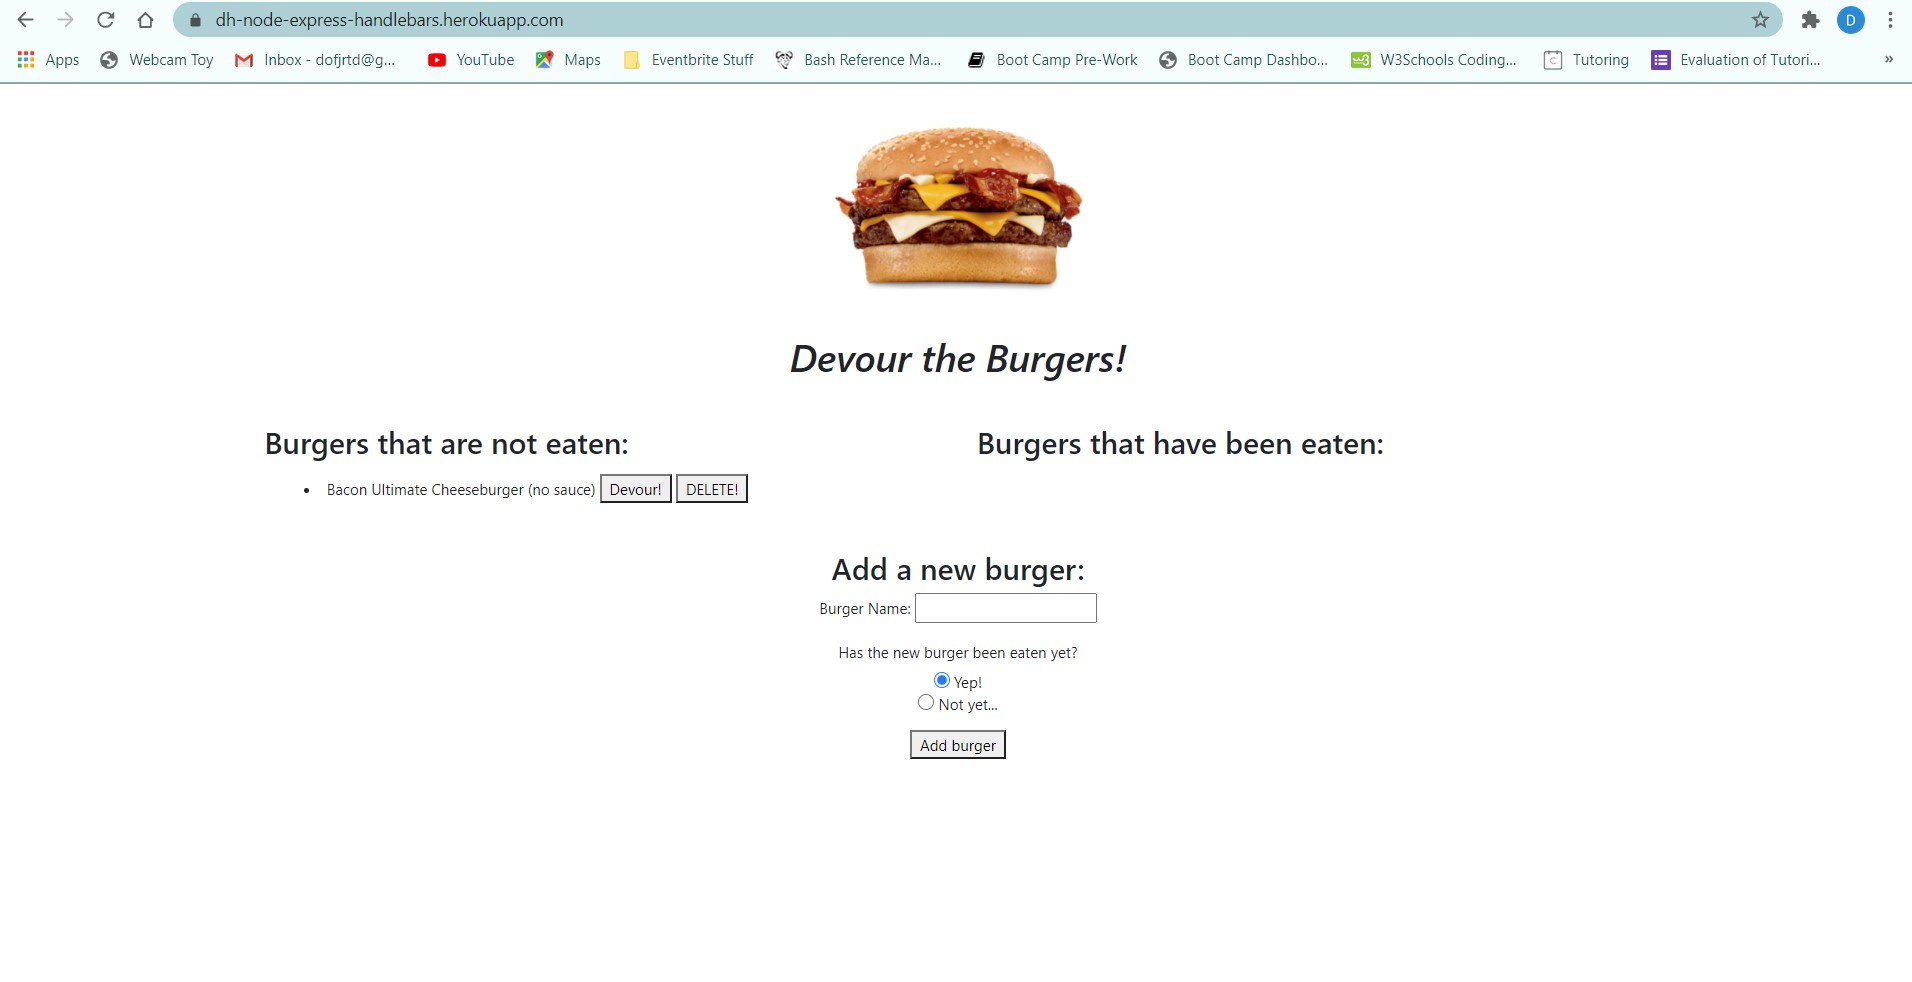 dh-node-express-handlebars.herokuapp.com
D
Apps
Webcam Toy
Inbox - dofjrtd@g...
YouTube
Maps
Eventbrite Stuff
Bash Reference Ma...
Boot Camp Pre-Work
Boot Camp Dashbo...
W3Schools Coding...
Tutoring
Evaluation of Tutori...
»
Devour the Burgers!
Burgers that are not eaten:
• Bacon Ultimate Cheeseburger (no sauce) Devour! DELETE!
Burgers that have been eaten:
Add a new burger:
Burger Name:
Has the new burger been eaten yet?
Yep!
Not yet...
Add burger